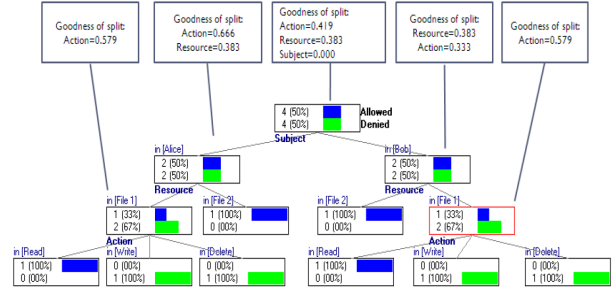 Goodness of split:
Action=0.579
Goodness of split:
Action=0.666
Resource=0.383
Goodness of split:
Action=0.419
Resource=0.383
Subject=0.000
Goodness of split:
Resource=0.383
Action=0.333
Goodness of split:
Action=0.579
4 (50%) Allowed
4 (50%) Denied
Subject
in [Alice]
2 (50%)
2 (50%)
Resource
in [Bob]
2 (50%)
2 (50%)
Resource
in [File 1]
1 (33%)
2 (67%)
Action
in [File 2]
1 (100%)
0 (00%)
in [File 2]
1 (100%)
0 (00%)
in [File 1]
1 (33%)
2 (67%)
Action
in [Read]
1 (100%)
0 (00%)
in [Write]
0 (00%)
1 (100%)
in [Delete]
0 (00%)
1 (100%)
in [Read]
1 (100%)
0 (00%)
in [Write]
0 (00%)
1 (100%)
in [Delete]
0 (00%)
1 (100%)